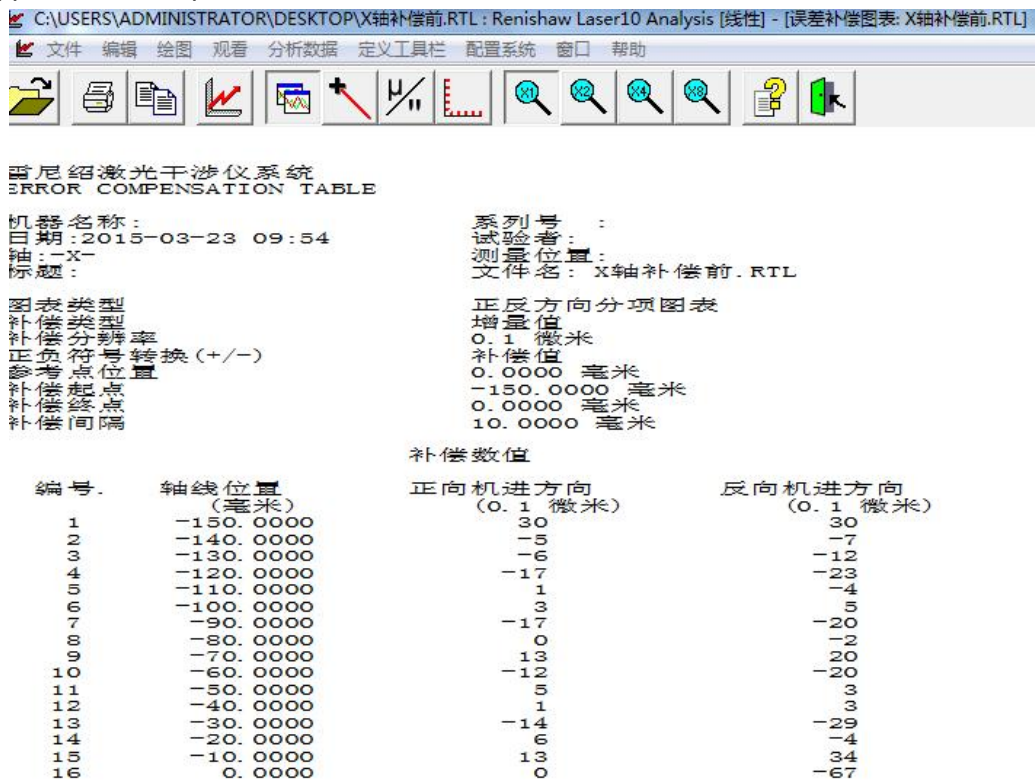 C:\USERS\ADMINISTRATOR\DESKTOP\X轴补偿前.RTL : Renishaw Laser10 Analysis [线性] - [误差补偿图表: X轴补偿前.RTL]
文件 编辑 绘图 观看 分析数据 定义工具栏 配置系统 窗口 帮助
μ/" X1 X2 X4 X8
雷尼绍激光干涉仪系统
ERROR COMPENSATION TABLE
机器名称: 系列号 :
日期:2015-03-23 09:54 试验者:
轴:-X- 测量位置:
标题: 文件名: X轴补偿前.RTL
图表类型 正反方向分项图表
补偿类型 增量值
补偿分辨率 0.1 微米
正负符号转换(+/-) 补偿值
参考点位置 0.0000 毫米
补偿起点 -150.0000 毫米
补偿终点 0.0000 毫米
补偿间隔 10.0000 毫米
补偿数值
编号. 轴线位置 正向机进方向 反向机进方向
(毫米) (0.1 微米) (0.1 微米)
1 -150.0000 30 30
2 -140.0000 -5 -7
3 -130.0000 -6 -12
4 -120.0000 -17 -23
5 -110.0000 1 -4
6 -100.0000 3 5
7 -90.0000 -17 -20
8 -80.0000 0 -2
9 -70.0000 13 20
10 -60.0000 -12 -20
11 -50.0000 5 3
12 -40.0000 1 3
13 -30.0000 -14 -29
14 -20.0000 6 -4
15 -10.0000 13 34
16 0.0000 0 -67